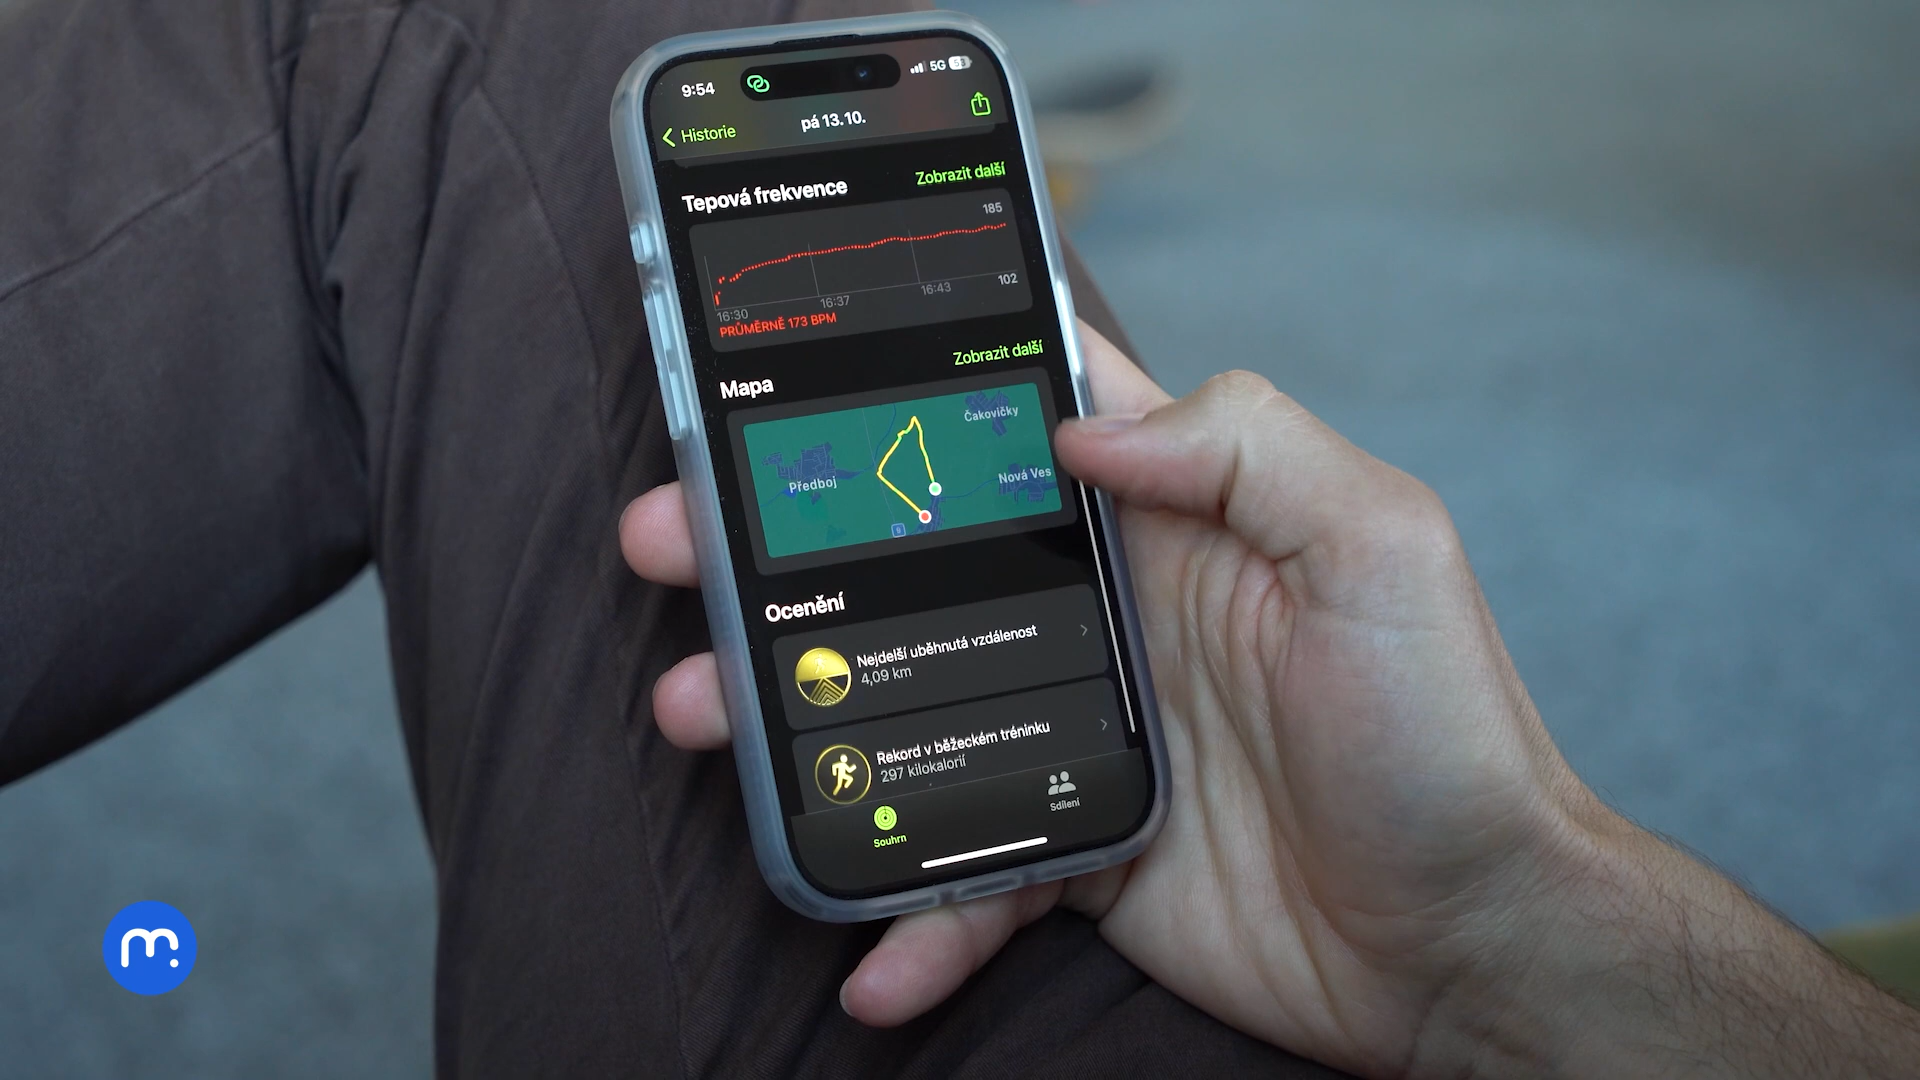 9:54
5G 53
Historie
pá 13. 10.
Tepová frekvence
Zobrazit další
185
102
16:30
16:37
16:43
PRŮMĚRNĚ 173 BPM
Mapa
Zobrazit další
Čakovičky
Předboj
Nová Ves
9
Ocenění
Nejdelší uběhnutá vzdálenost
4,09 km
Rekord v běžeckém tréninku
297 kilokalorií
Souhrn
Sdílení
m.